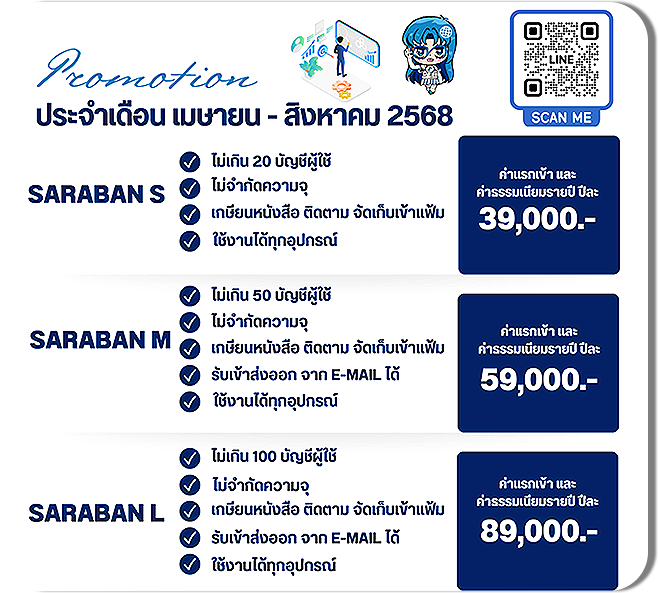 Promotion
ประจำเดือน เมษายน - สิงหาคม 2568
LINE
SCAN ME
SARABAN S
ไม่เกิน 20 บัญชีผู้ใช้
ไม่จำกัดความจุ
เกษียนหนังสือ ติดตาม จัดเก็บเข้าแฟ้ม
ใช้งานได้ทุกอุปกรณ์
ค่าแรกเข้า และ
ค่าธรรมเนียมรายปี ปีละ
39,000.-
SARABAN M
ไม่เกิน 50 บัญชีผู้ใช้
ไม่จำกัดความจุ
เกษียนหนังสือ ติดตาม จัดเก็บเข้าแฟ้ม
รับเข้าส่งออก จาก E-MAIL ได้
ใช้งานได้ทุกอุปกรณ์
ค่าแรกเข้า และ
ค่าธรรมเนียมรายปี ปีละ
59,000.-
SARABAN L
ไม่เกิน 100 บัญชีผู้ใช้
ไม่จำกัดความจุ
เกษียนหนังสือ ติดตาม จัดเก็บเข้าแฟ้ม
รับเข้าส่งออก จาก E-MAIL ได้
ใช้งานได้ทุกอุปกรณ์
ค่าแรกเข้า และ
ค่าธรรมเนียมรายปี ปีละ
89,000.-